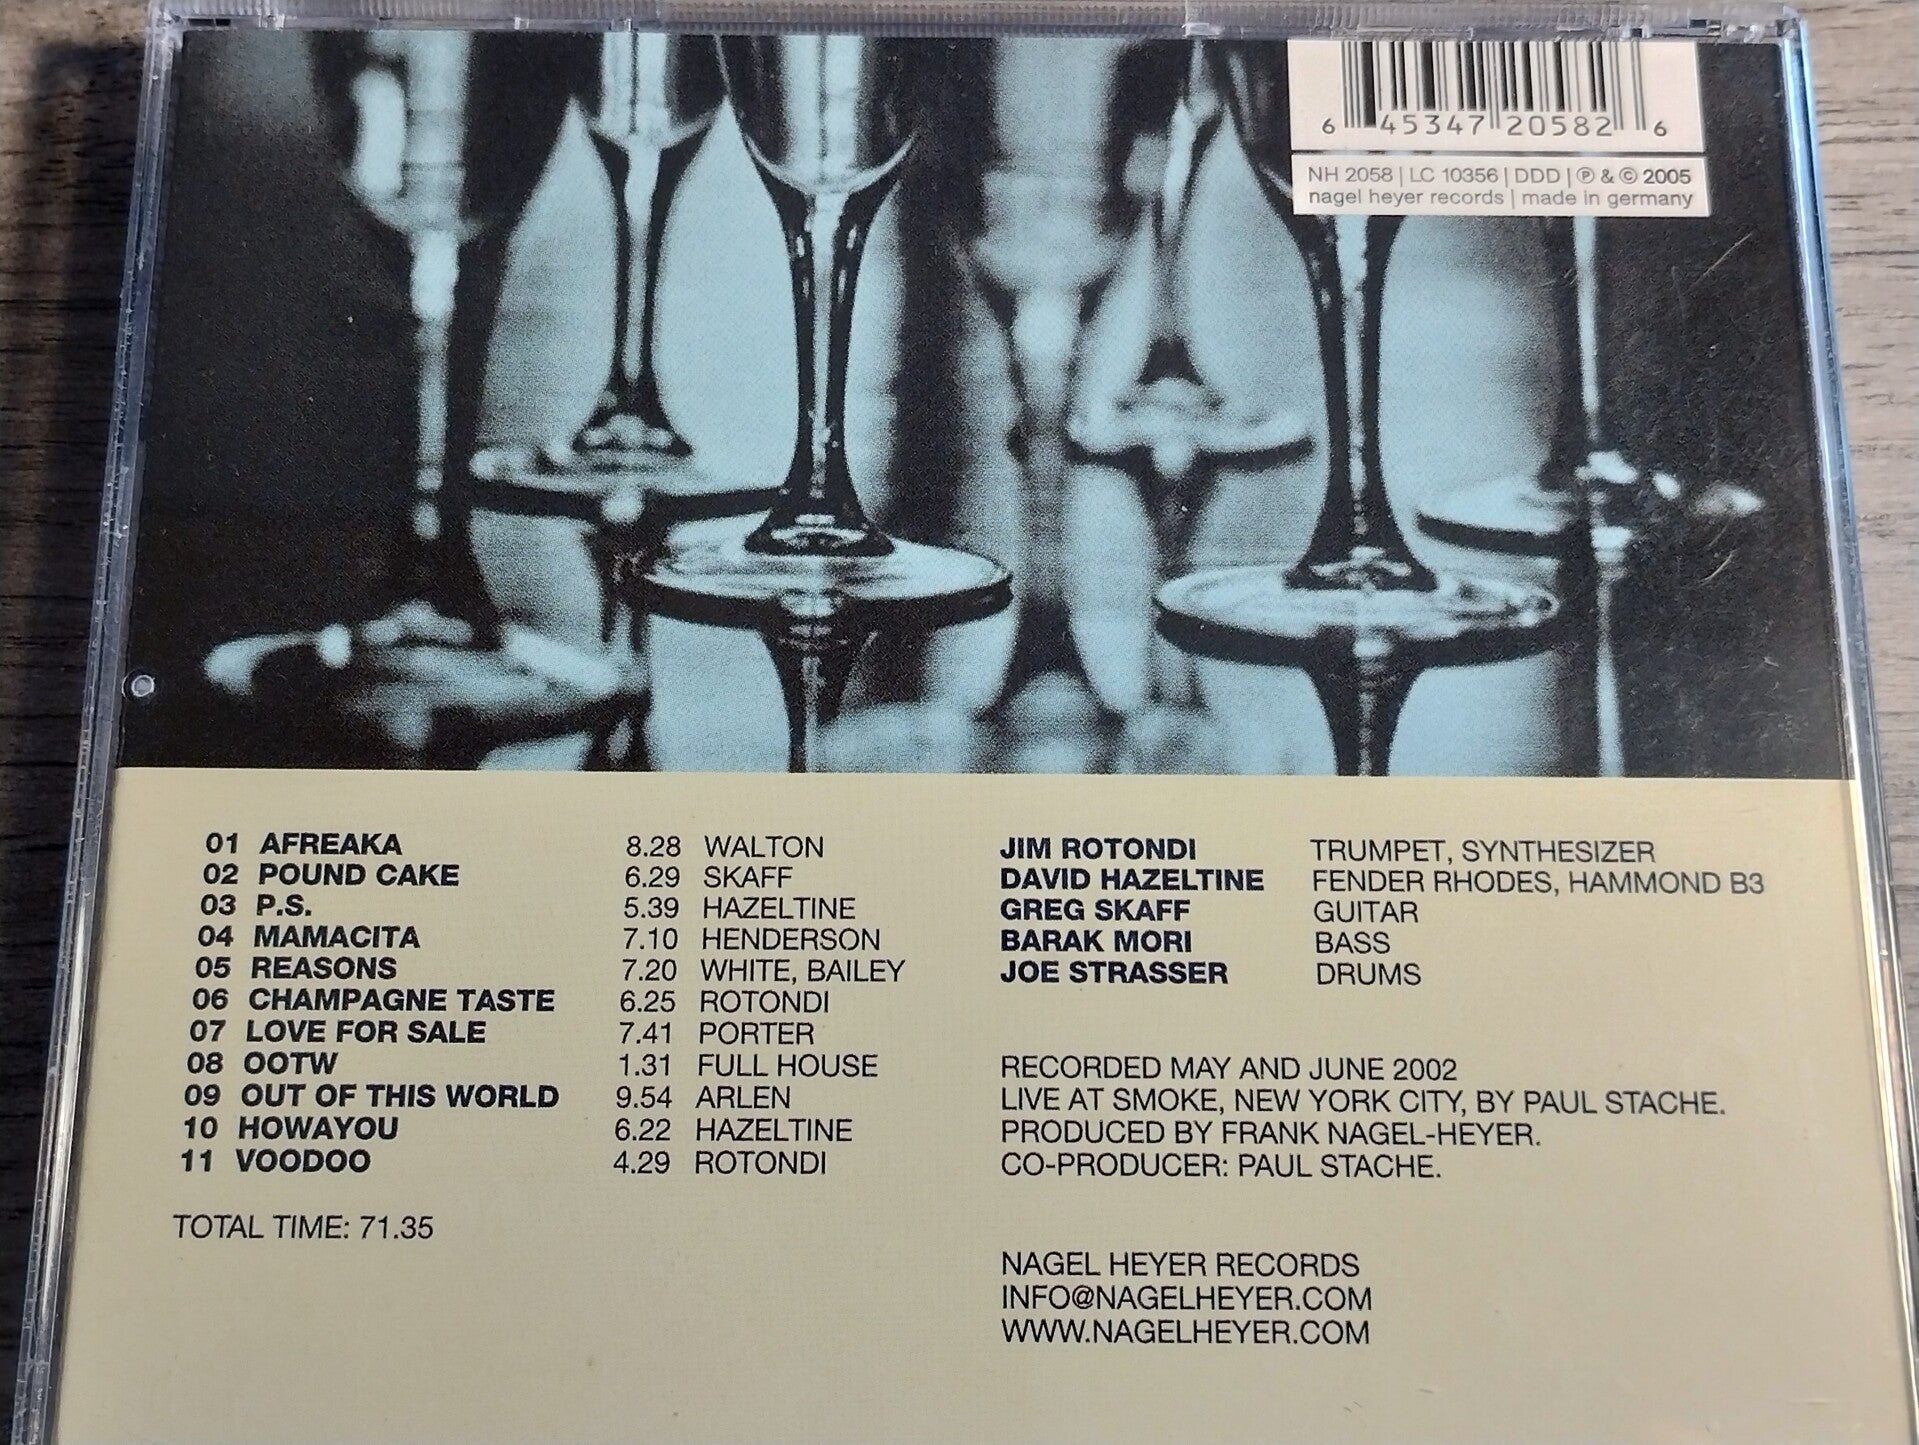 6 45347 20582 6
NH 2058 | LC 10356 | DDD | ℗ & © 2005
nagel heyer records | made in germany
01 AFREAKA 8.28 WALTON
02 POUND CAKE 6.29 SKAFF
03 P.S. 5.39 HAZELTINE
04 MAMACITA 7.10 HENDERSON
05 REASONS 7.20 WHITE, BAILEY
06 CHAMPAGNE TASTE 6.25 ROTONDI
07 LOVE FOR SALE 7.41 PORTER
08 OOTW 1.31 FULL HOUSE
09 OUT OF THIS WORLD 9.54 ARLEN
10 HOWAYOU 6.22 HAZELTINE
11 VOODOO 4.29 ROTONDI
TOTAL TIME: 71.35
JIM ROTONDI TRUMPET, SYNTHESIZER
DAVID HAZELTINE FENDER RHODES, HAMMOND B3
GREG SKAFF GUITAR
BARAK MORI BASS
JOE STRASSER DRUMS
RECORDED MAY AND JUNE 2002
LIVE AT SMOKE, NEW YORK CITY, BY PAUL STACHE.
PRODUCED BY FRANK NAGEL-HEYER.
CO-PRODUCER: PAUL STACHE.
NAGEL HEYER RECORDS
INFO@NAGELHEYER.COM
WWW.NAGELHEYER.COM